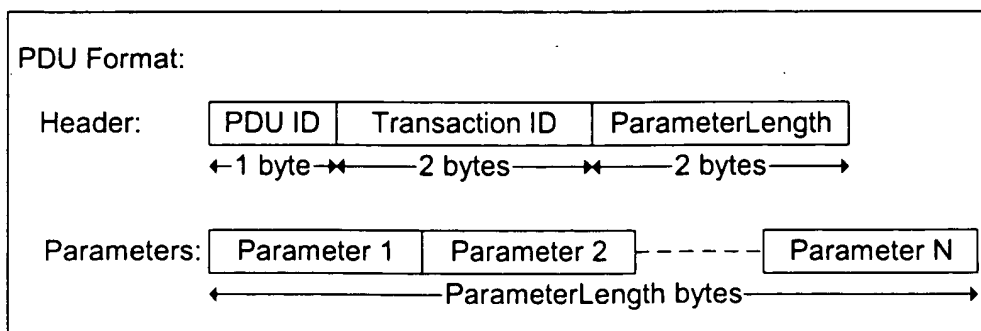 PDU Format:
Header: PDU ID Transaction ID ParameterLength
1 byte 2 bytes 2 bytes
Parameters: Parameter 1 Parameter 2 Parameter N
ParameterLength bytes